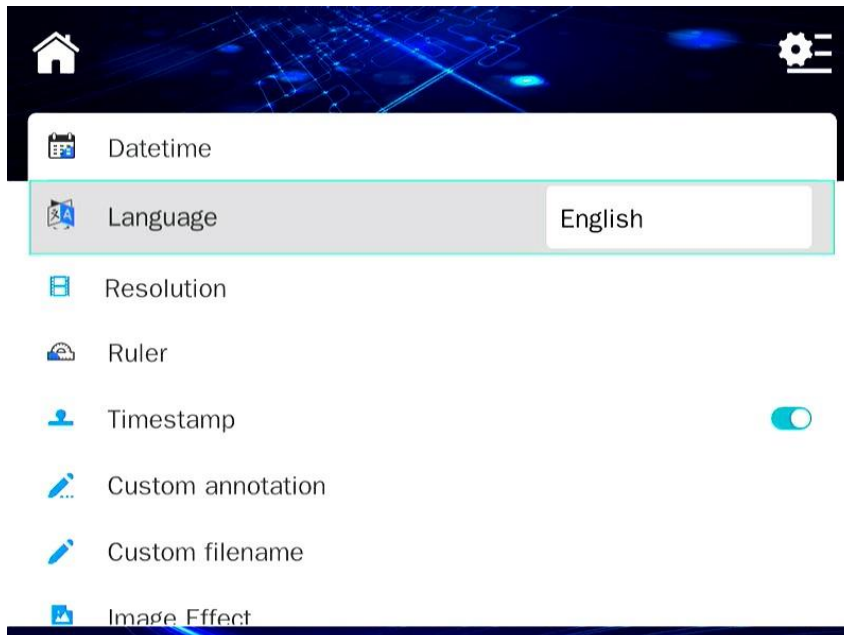 Datetime
Language English
Resolution
Ruler
Timestamp
Custom annotation
Custom filename
Image Effect